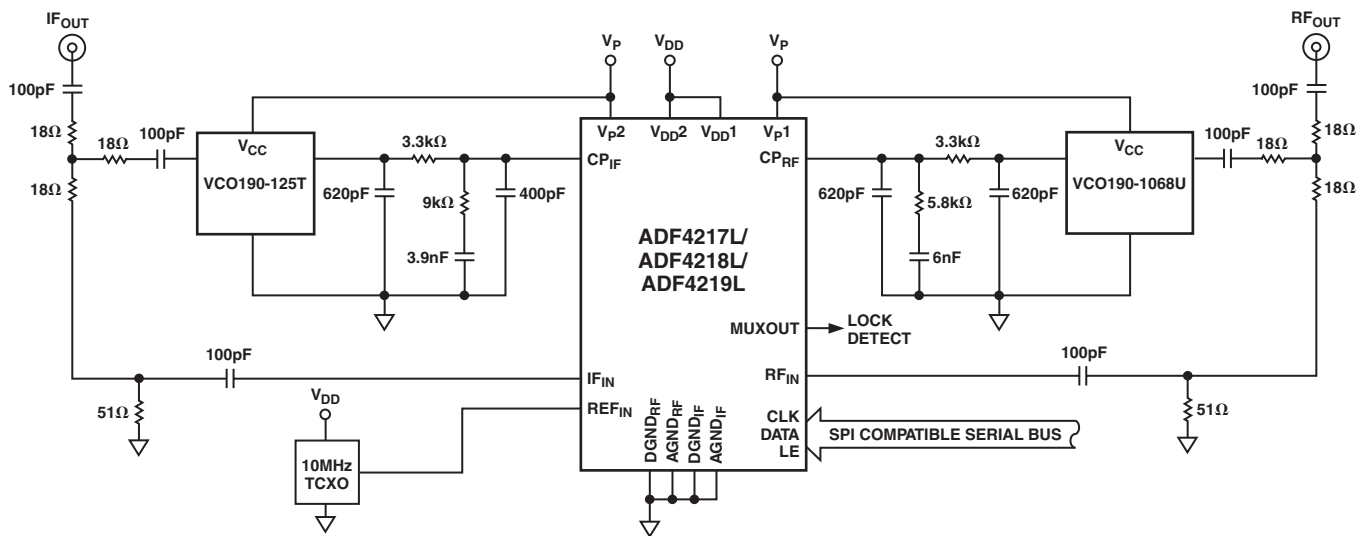 IFOUT
RFOUT
VP
VDD
VP
100pF
100pF
18Ω
18Ω
100pF
VCC
VCO190-125T
3.3kΩ
VP2
VDD2
VDD1
VP1
CPIF
CPRF
3.3kΩ
VCC
VCO190-1068U
100pF
18Ω
18Ω
18Ω
18Ω
620pF
9kΩ
400pF
3.9nF
620pF
5.8kΩ
620pF
6nF
ADF4217L/
ADF4218L/
ADF4219L
MUXOUT
LOCK
DETECT
100pF
IFIN
RFIN
100pF
51Ω
VDD
REFIN
51Ω
10MHz
TCXO
DGNDRF
AGNDRF
DGNDIF
AGNDIF
CLK
DATA
LE
SPI COMPATIBLE SERIAL BUS